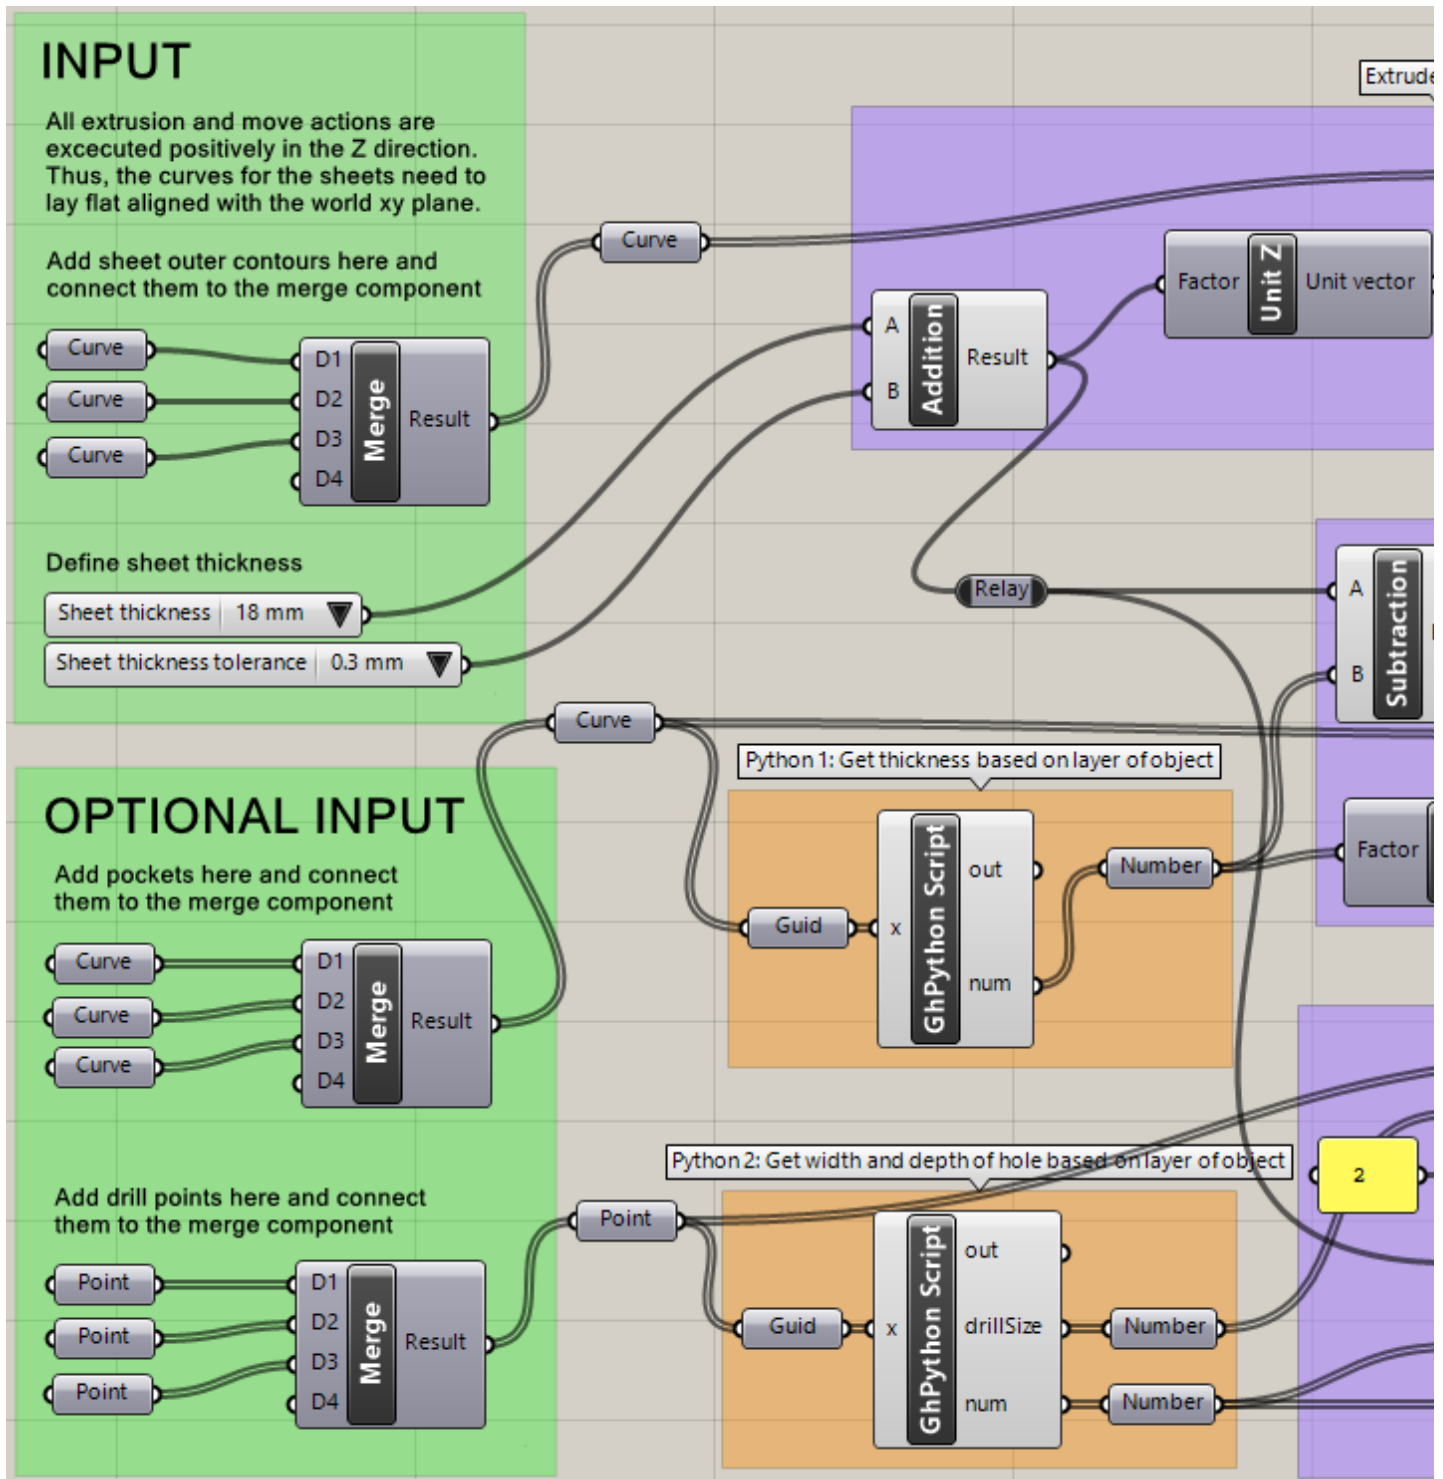 INPUT
All extrusion and move actions are
excecuted positively in the Z direction.
Thus, the curves for the sheets need to
lay flat aligned with the world xy plane.
Add sheet outer contours here and
connect them to the merge component
Curve
Curve
Curve
D1
D2
D3
D4
Merge
Result
Curve
Define sheet thickness
Sheet thickness 18 mm
Sheet thickness tolerance 0.3 mm
Extrude
A
B
Addition
Result
Factor
Unit Z
Unit vector
Relay
A
B
Subtraction
Curve
OPTIONAL INPUT
Add pockets here and connect
them to the merge component
Curve
Curve
Curve
D1
D2
D3
D4
Merge
Result
Python 1: Get thickness based on layer of object
Guid
x
GhPython Script
out
num
Number
Factor
Add drill points here and connect
them to the merge component
Point
Point
Point
D1
D2
D3
D4
Merge
Result
Point
Python 2: Get width and depth of hole based on layer of object
Guid
x
GhPython Script
out
drillSize
num
Number
Number
2